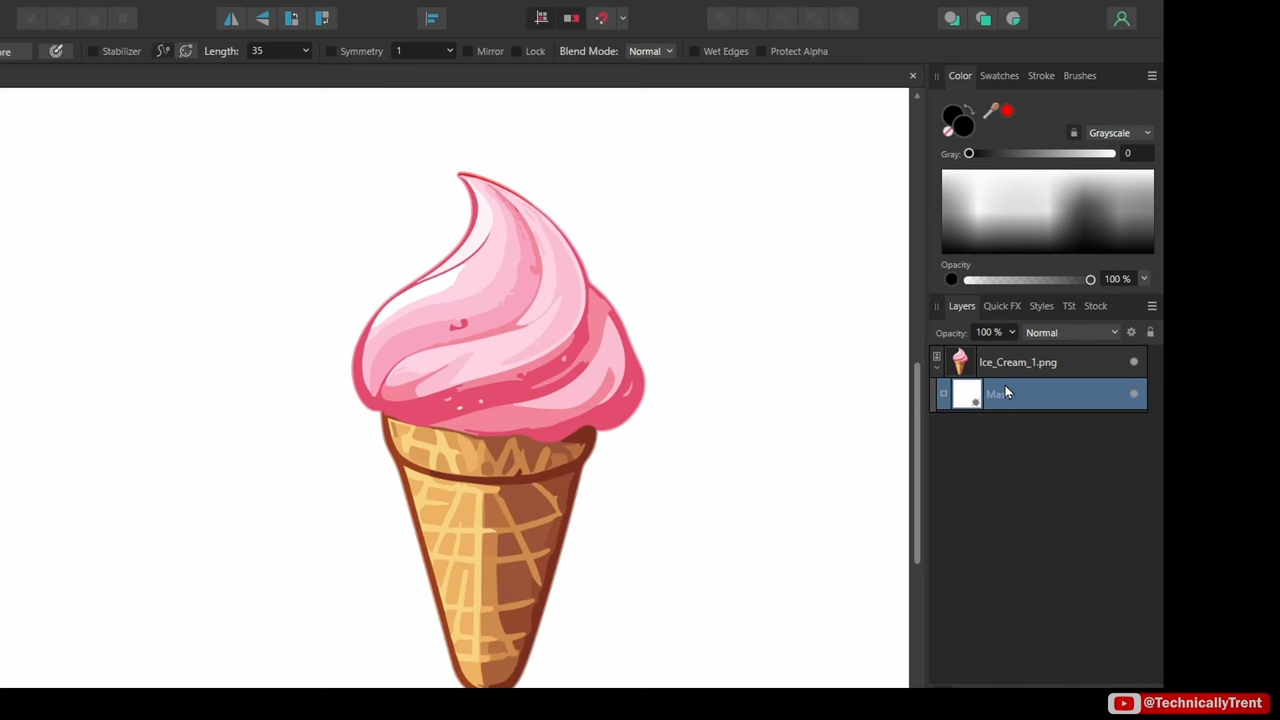 ore Stabilizer Length: 35 Symmetry 1 Mirror Lock Blend Mode: Normal Wet Edges Protect Alpha
Color Swatches Stroke Brushes
Grayscale
Gray: 0
Opacity
100 %
Layers Quick FX Styles TSt Stock
Opacity: 100 % Normal
Ice_Cream_1.png
@TechnicallyTrent